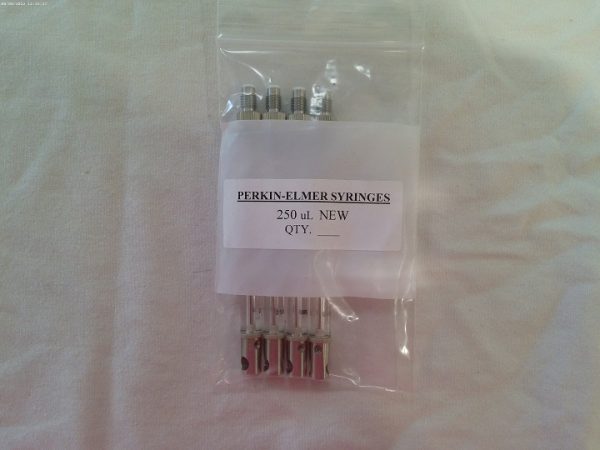 PERKIN-ELMER SYRINGES
250 uL NEW
QTY. ____